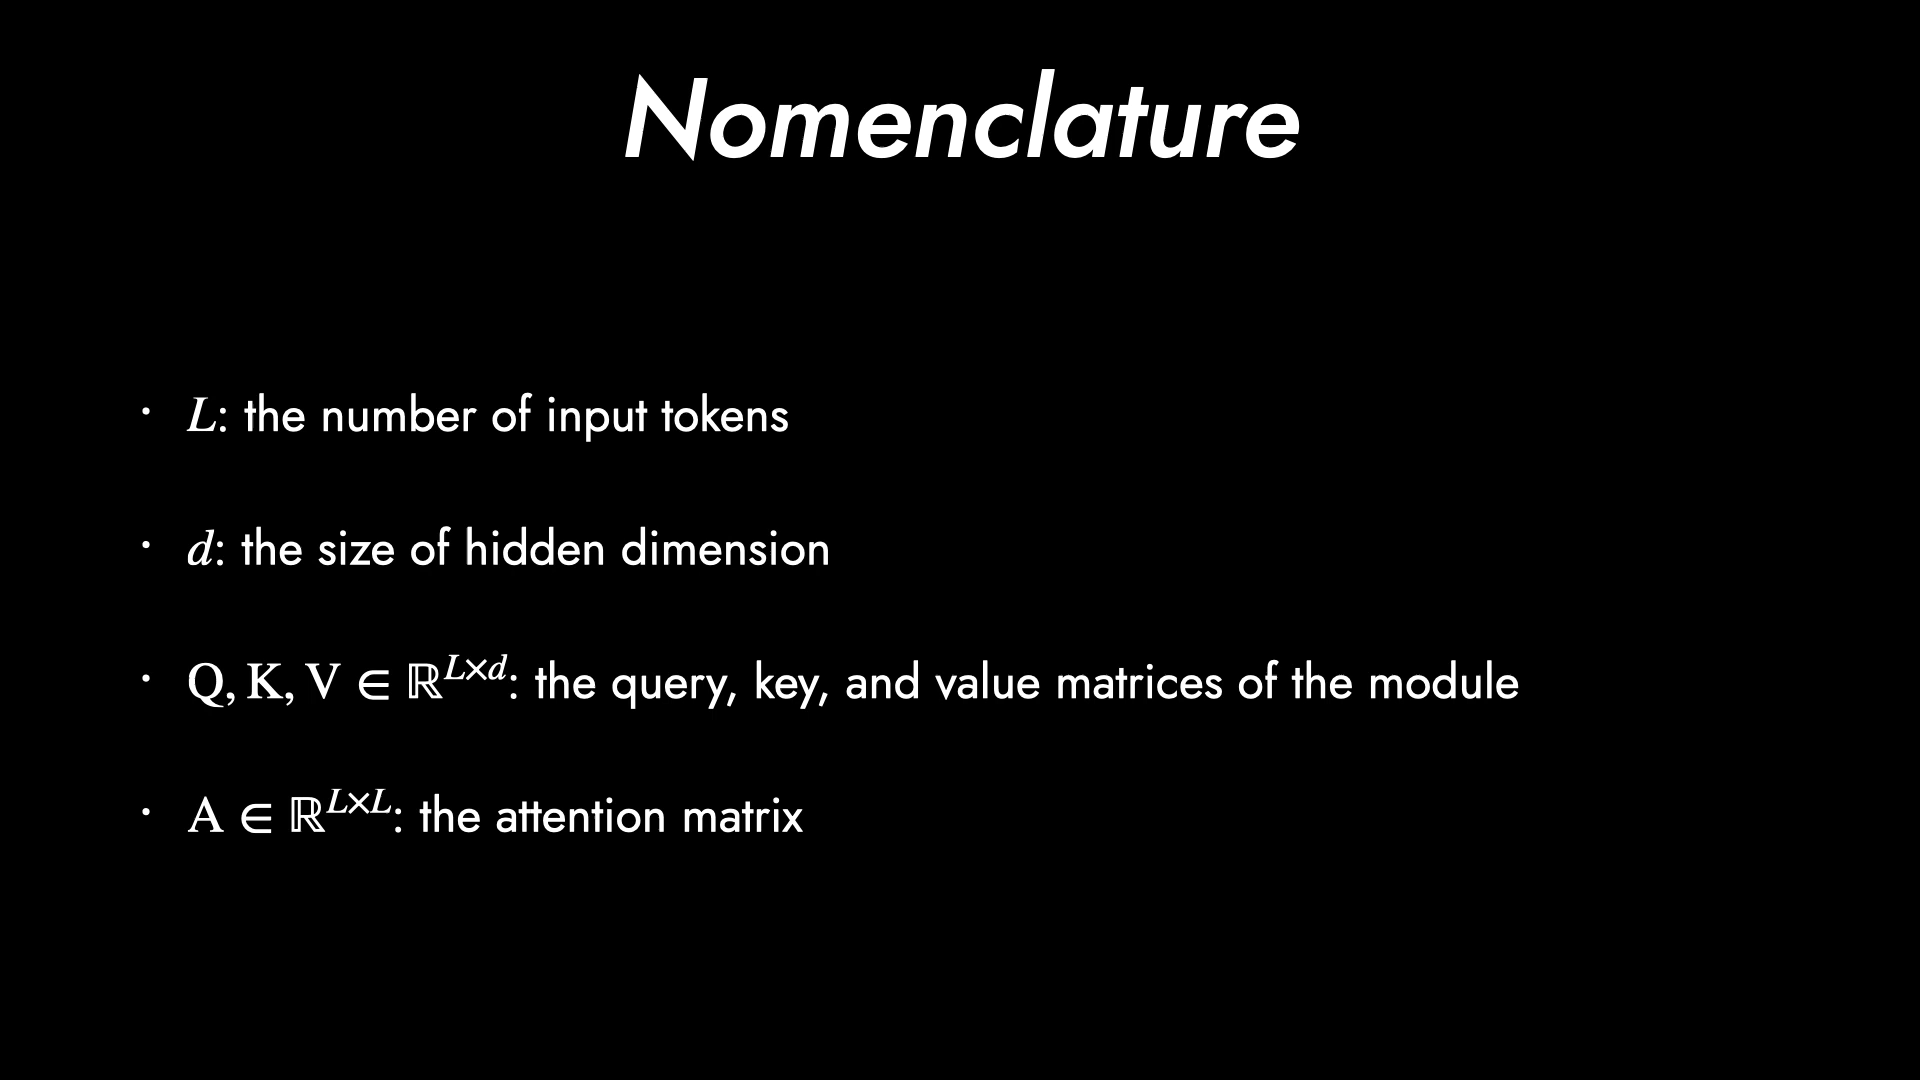 Nomenclature
• L: the number of input tokens
• d: the size of hidden dimension
• Q, K, V ∈ ℝ^{L×d}: the query, key, and value matrices of the module
• A ∈ ℝ^{L×L}: the attention matrix